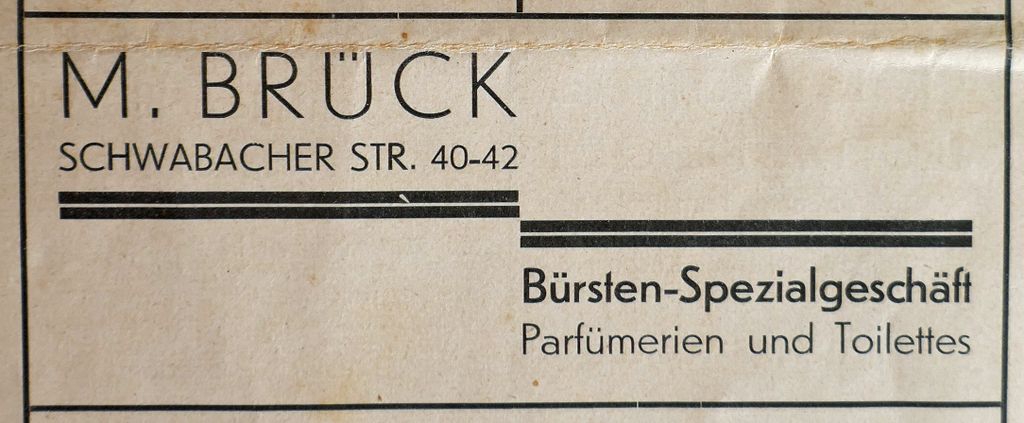 M. BRÜCK
SCHWABACHER STR. 40-42
Bürsten-Spezialgeschäft
Parfümerien und Toilettes